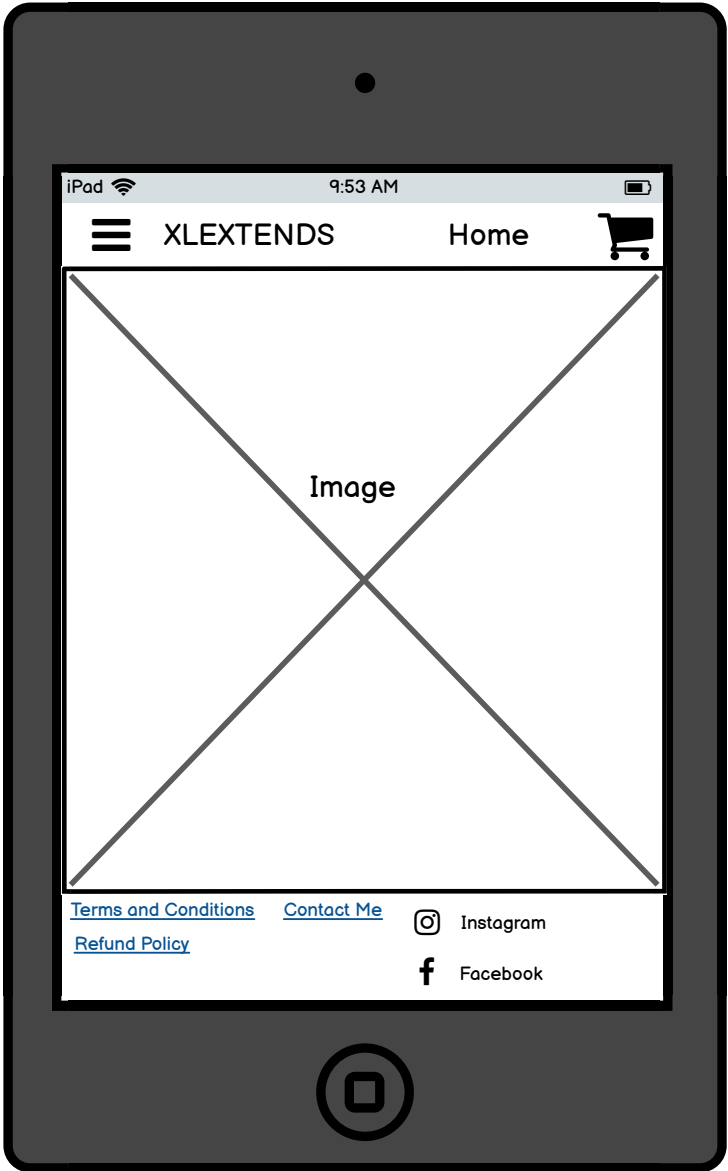 iPad 9:53 AM
XLEXTENDS Home
Image
Terms and Conditions Contact Me
Instagram
Refund Policy
Facebook